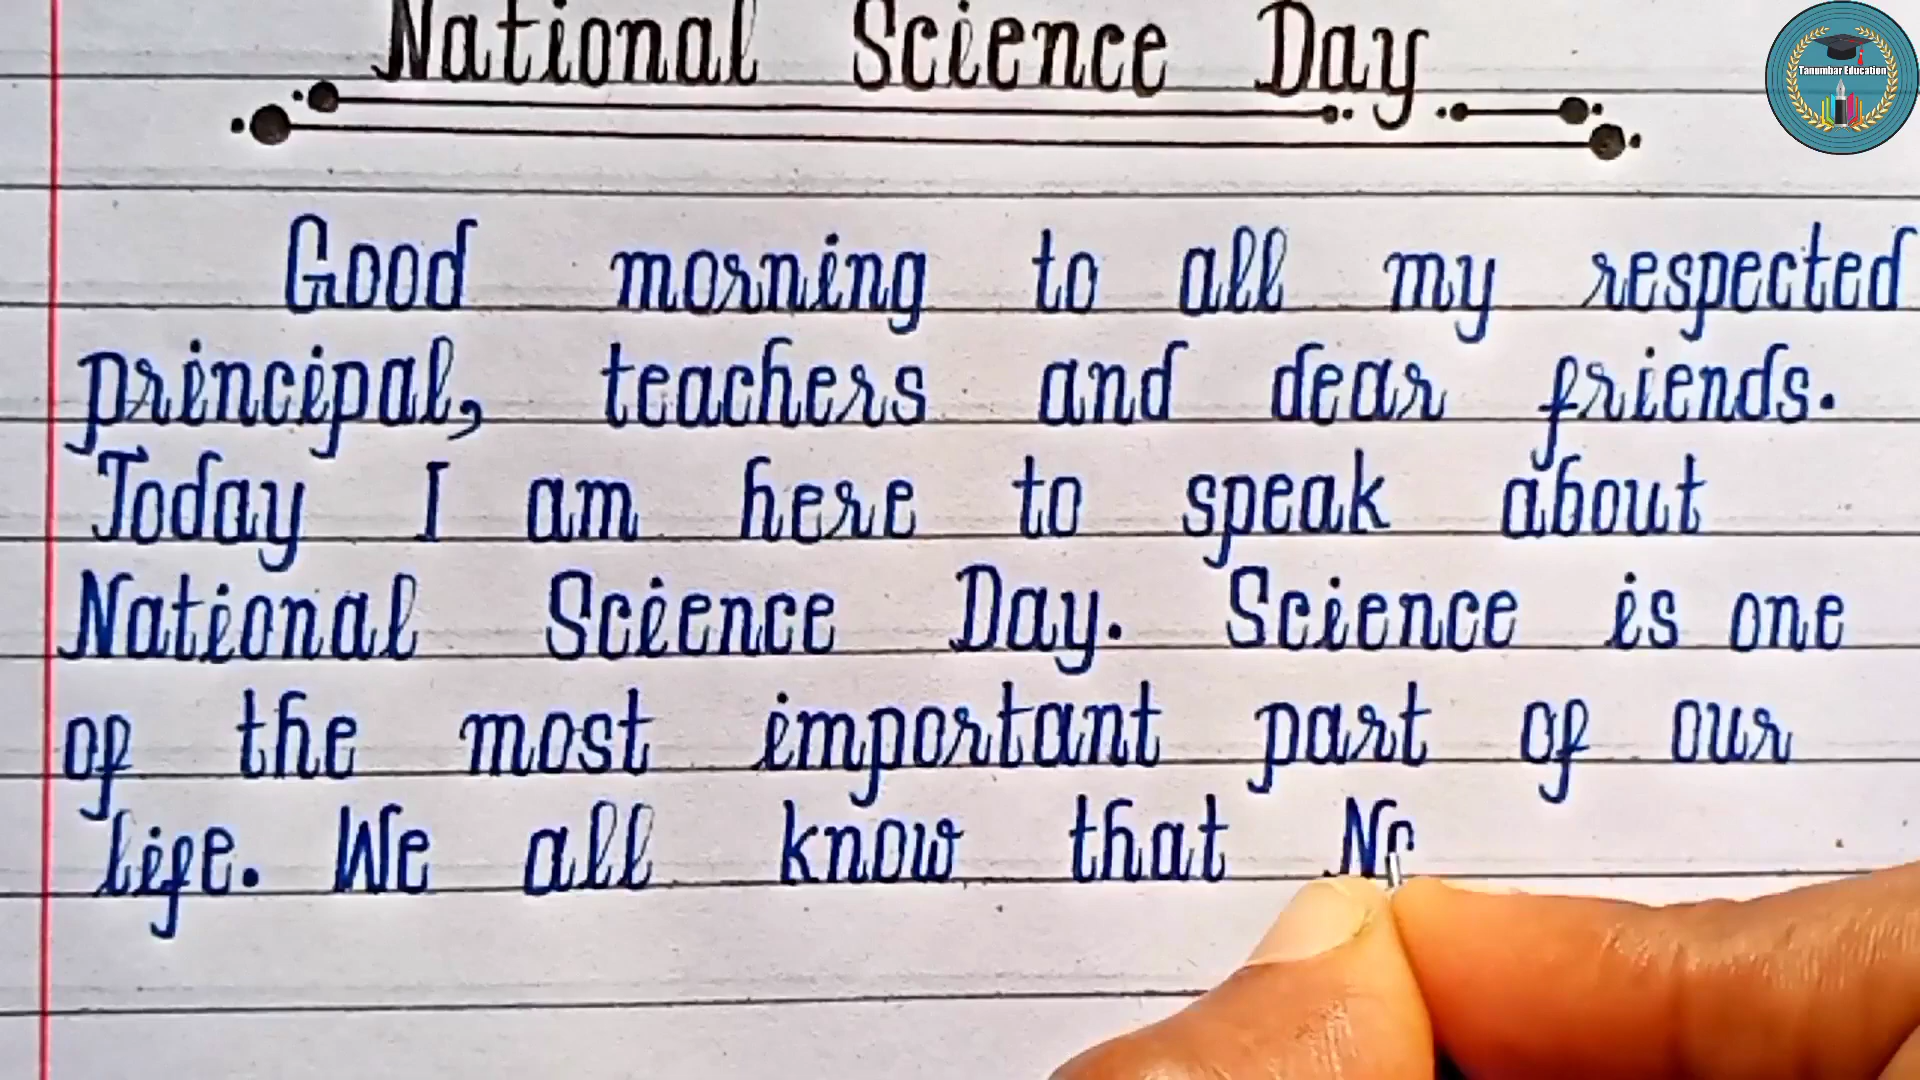 National Science Day
Tanumbar Education
Good morning to all my respected
principal, teachers and dear friends.
Today I am here to speak about
National Science Day. Science is one
of the most important part of our
life. We all know that